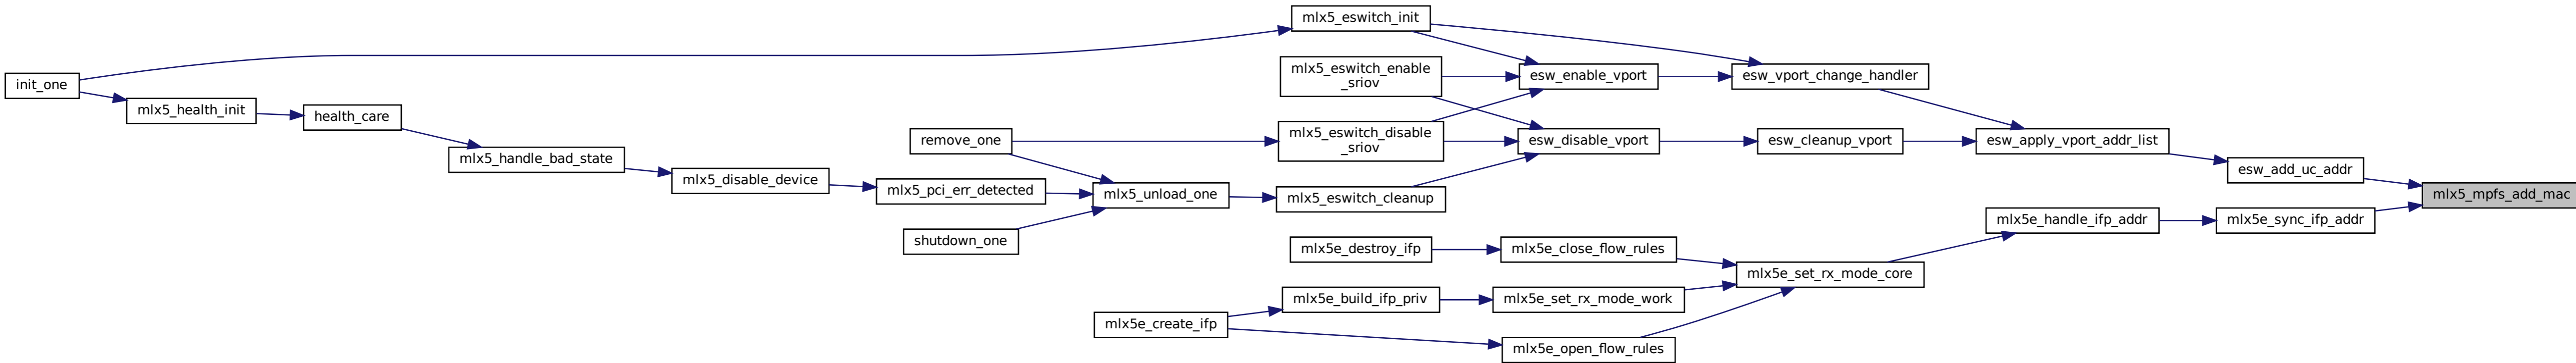 mlx5_eswitch_init
mlx5_eswitch_enable
_sriov
esw_enable_vport
esw_vport_change_handler
init_one
mlx5_health_init
health_care
mlx5_handle_bad_state
mlx5_disable_device
mlx5_pci_err_detected
remove_one
mlx5_unload_one
shutdown_one
mlx5_eswitch_disable
_sriov
mlx5_eswitch_cleanup
esw_disable_vport
esw_cleanup_vport
esw_apply_vport_addr_list
esw_add_uc_addr
mlx5_mpfs_add_mac
mlx5e_handle_ifp_addr
mlx5e_sync_ifp_addr
mlx5e_destroy_ifp
mlx5e_close_flow_rules
mlx5e_set_rx_mode_core
mlx5e_build_ifp_priv
mlx5e_set_rx_mode_work
mlx5e_create_ifp
mlx5e_open_flow_rules